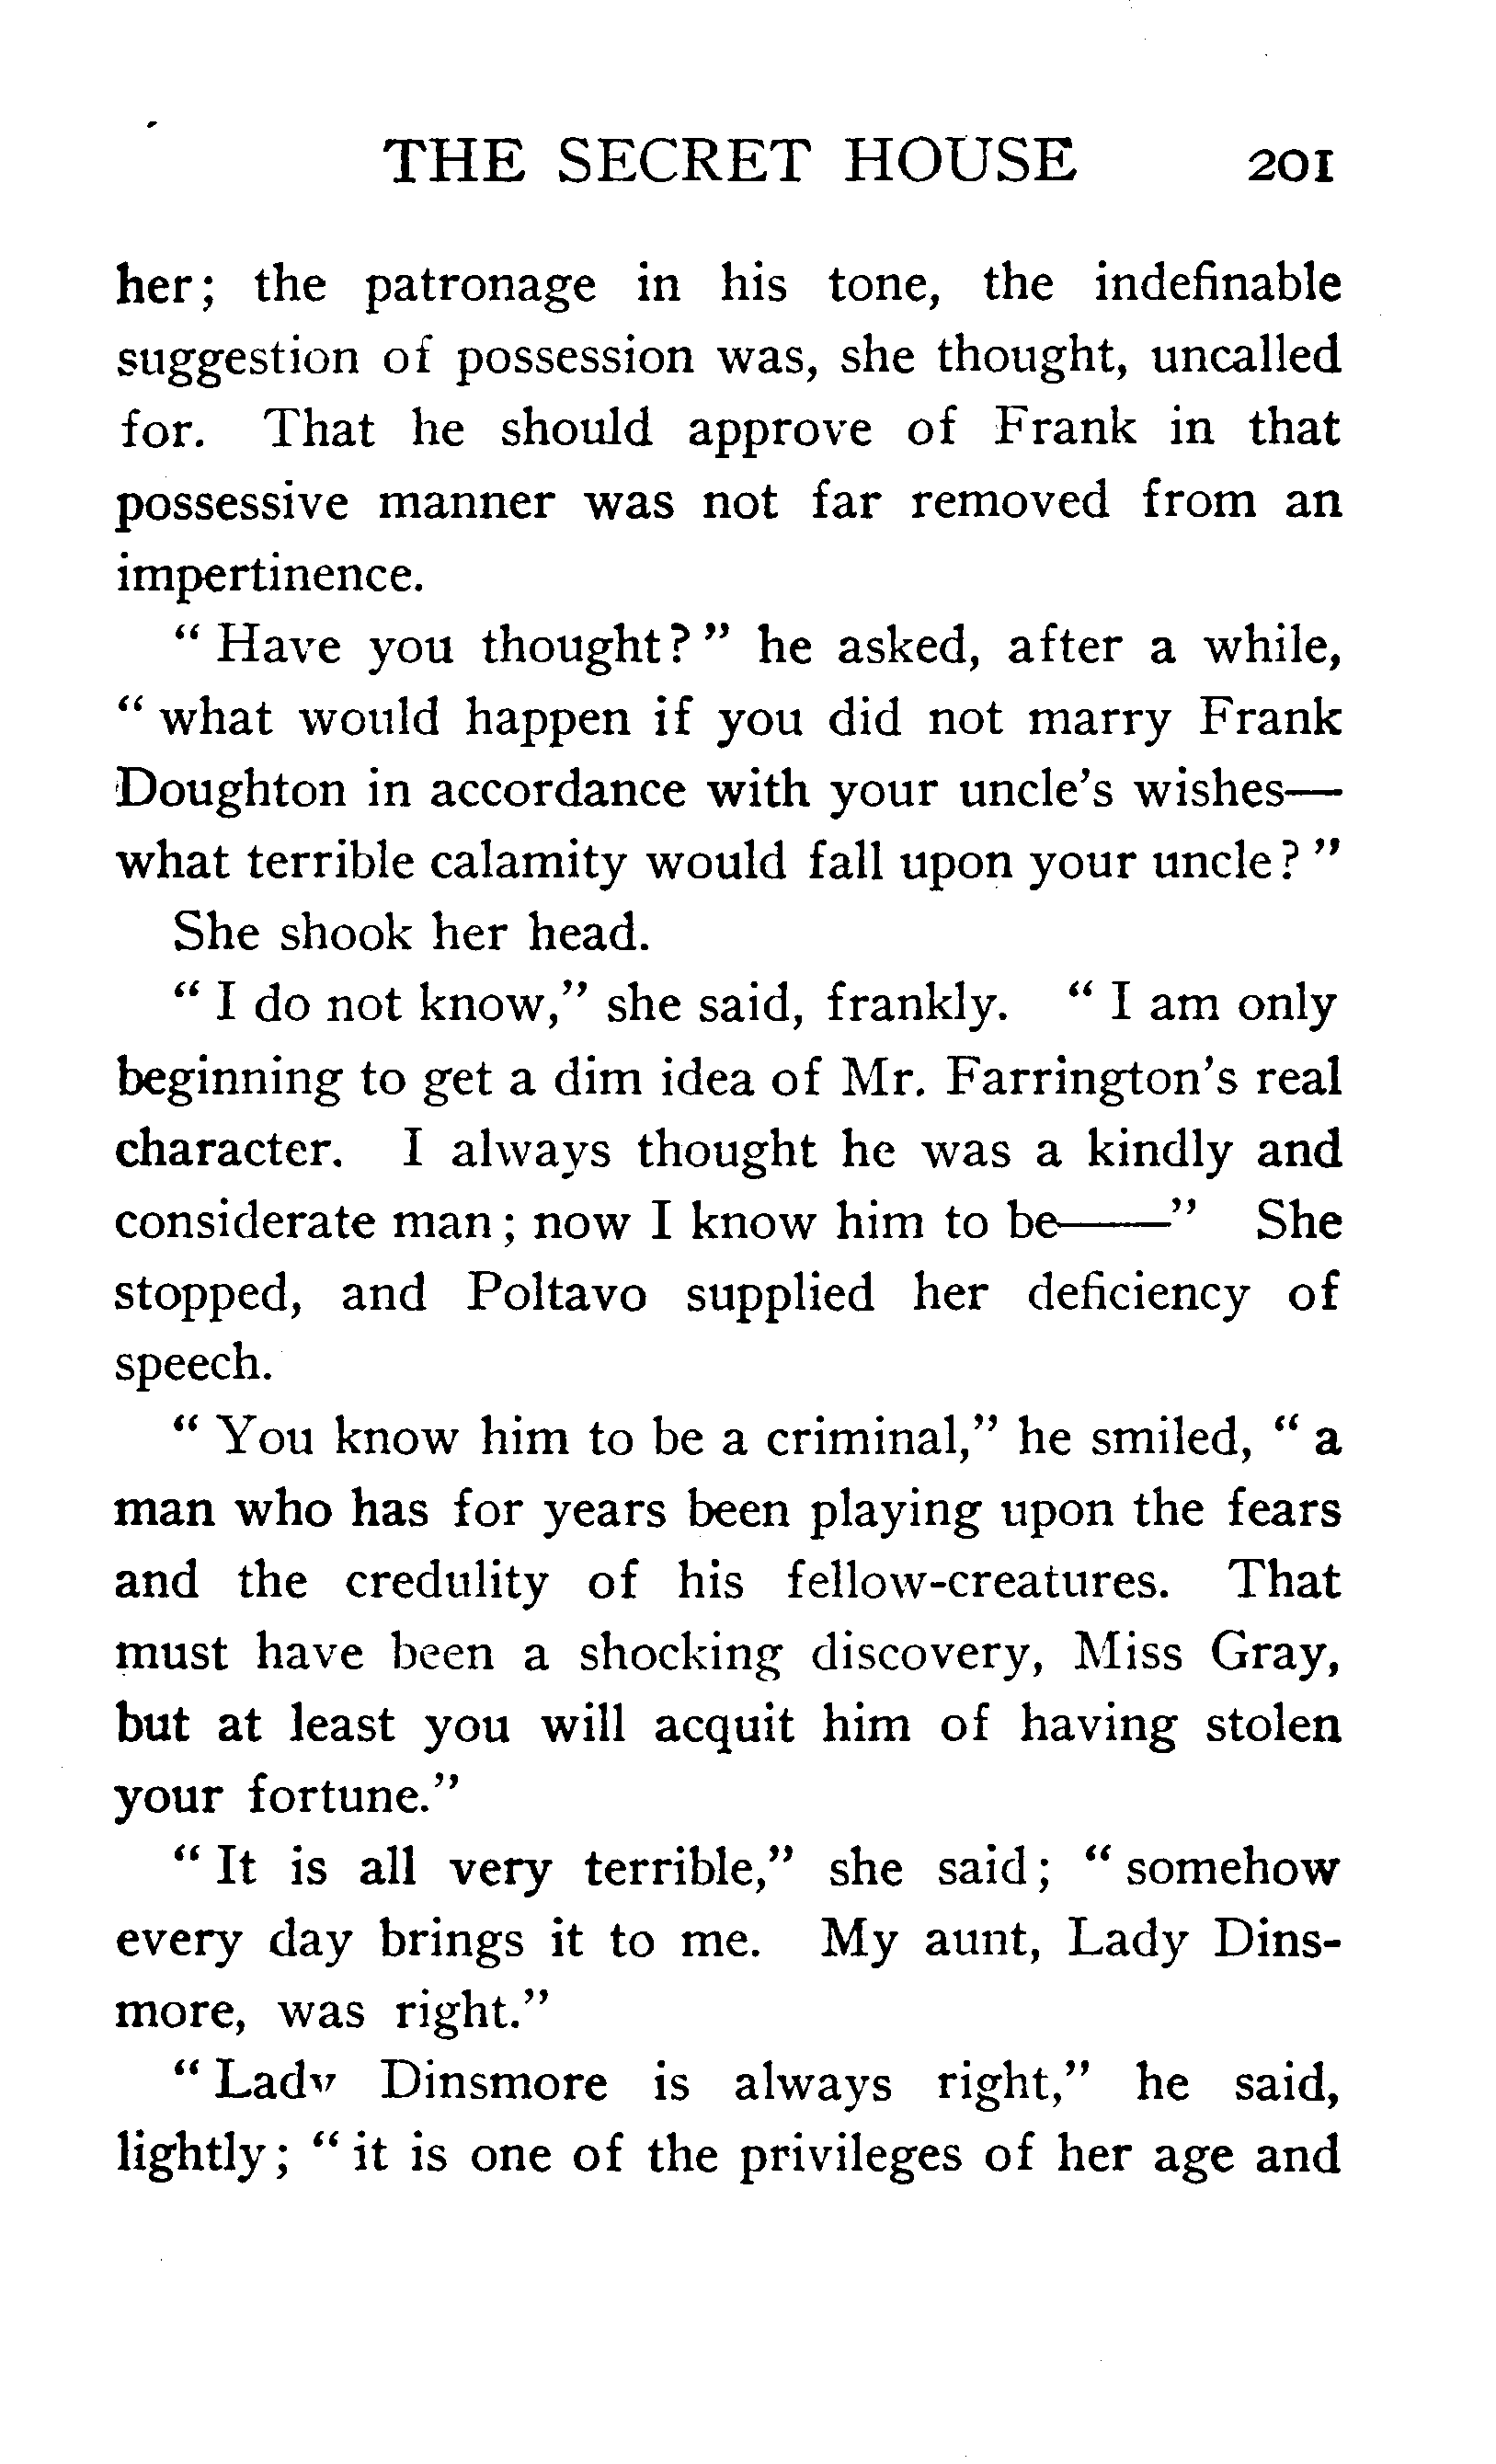 THE SECRET HOUSE 201
her; the patronage in his tone, the indefinable
suggestion of possession was, she thought, uncalled
for. That he should approve of Frank in that
possessive manner was not far removed from an
impertinence.
" Have you thought? " he asked, after a while,
" what would happen if you did not marry Frank
Doughton in accordance with your uncle's wishes—
what terrible calamity would fall upon your uncle? "
She shook her head.
" I do not know," she said, frankly. " I am only
beginning to get a dim idea of Mr. Farrington's real
character. I always thought he was a kindly and
considerate man; now I know him to be——" She
stopped, and Poltavo supplied her deficiency of
speech.
" You know him to be a criminal," he smiled, " a
man who has for years been playing upon the fears
and the credulity of his fellow-creatures. That
must have been a shocking discovery, Miss Gray,
but at least you will acquit him of having stolen
your fortune."
" It is all very terrible," she said; " somehow
every day brings it to me. My aunt, Lady Dins-
more, was right."
" Lady Dinsmore is always right," he said,
lightly; " it is one of the privileges of her age and